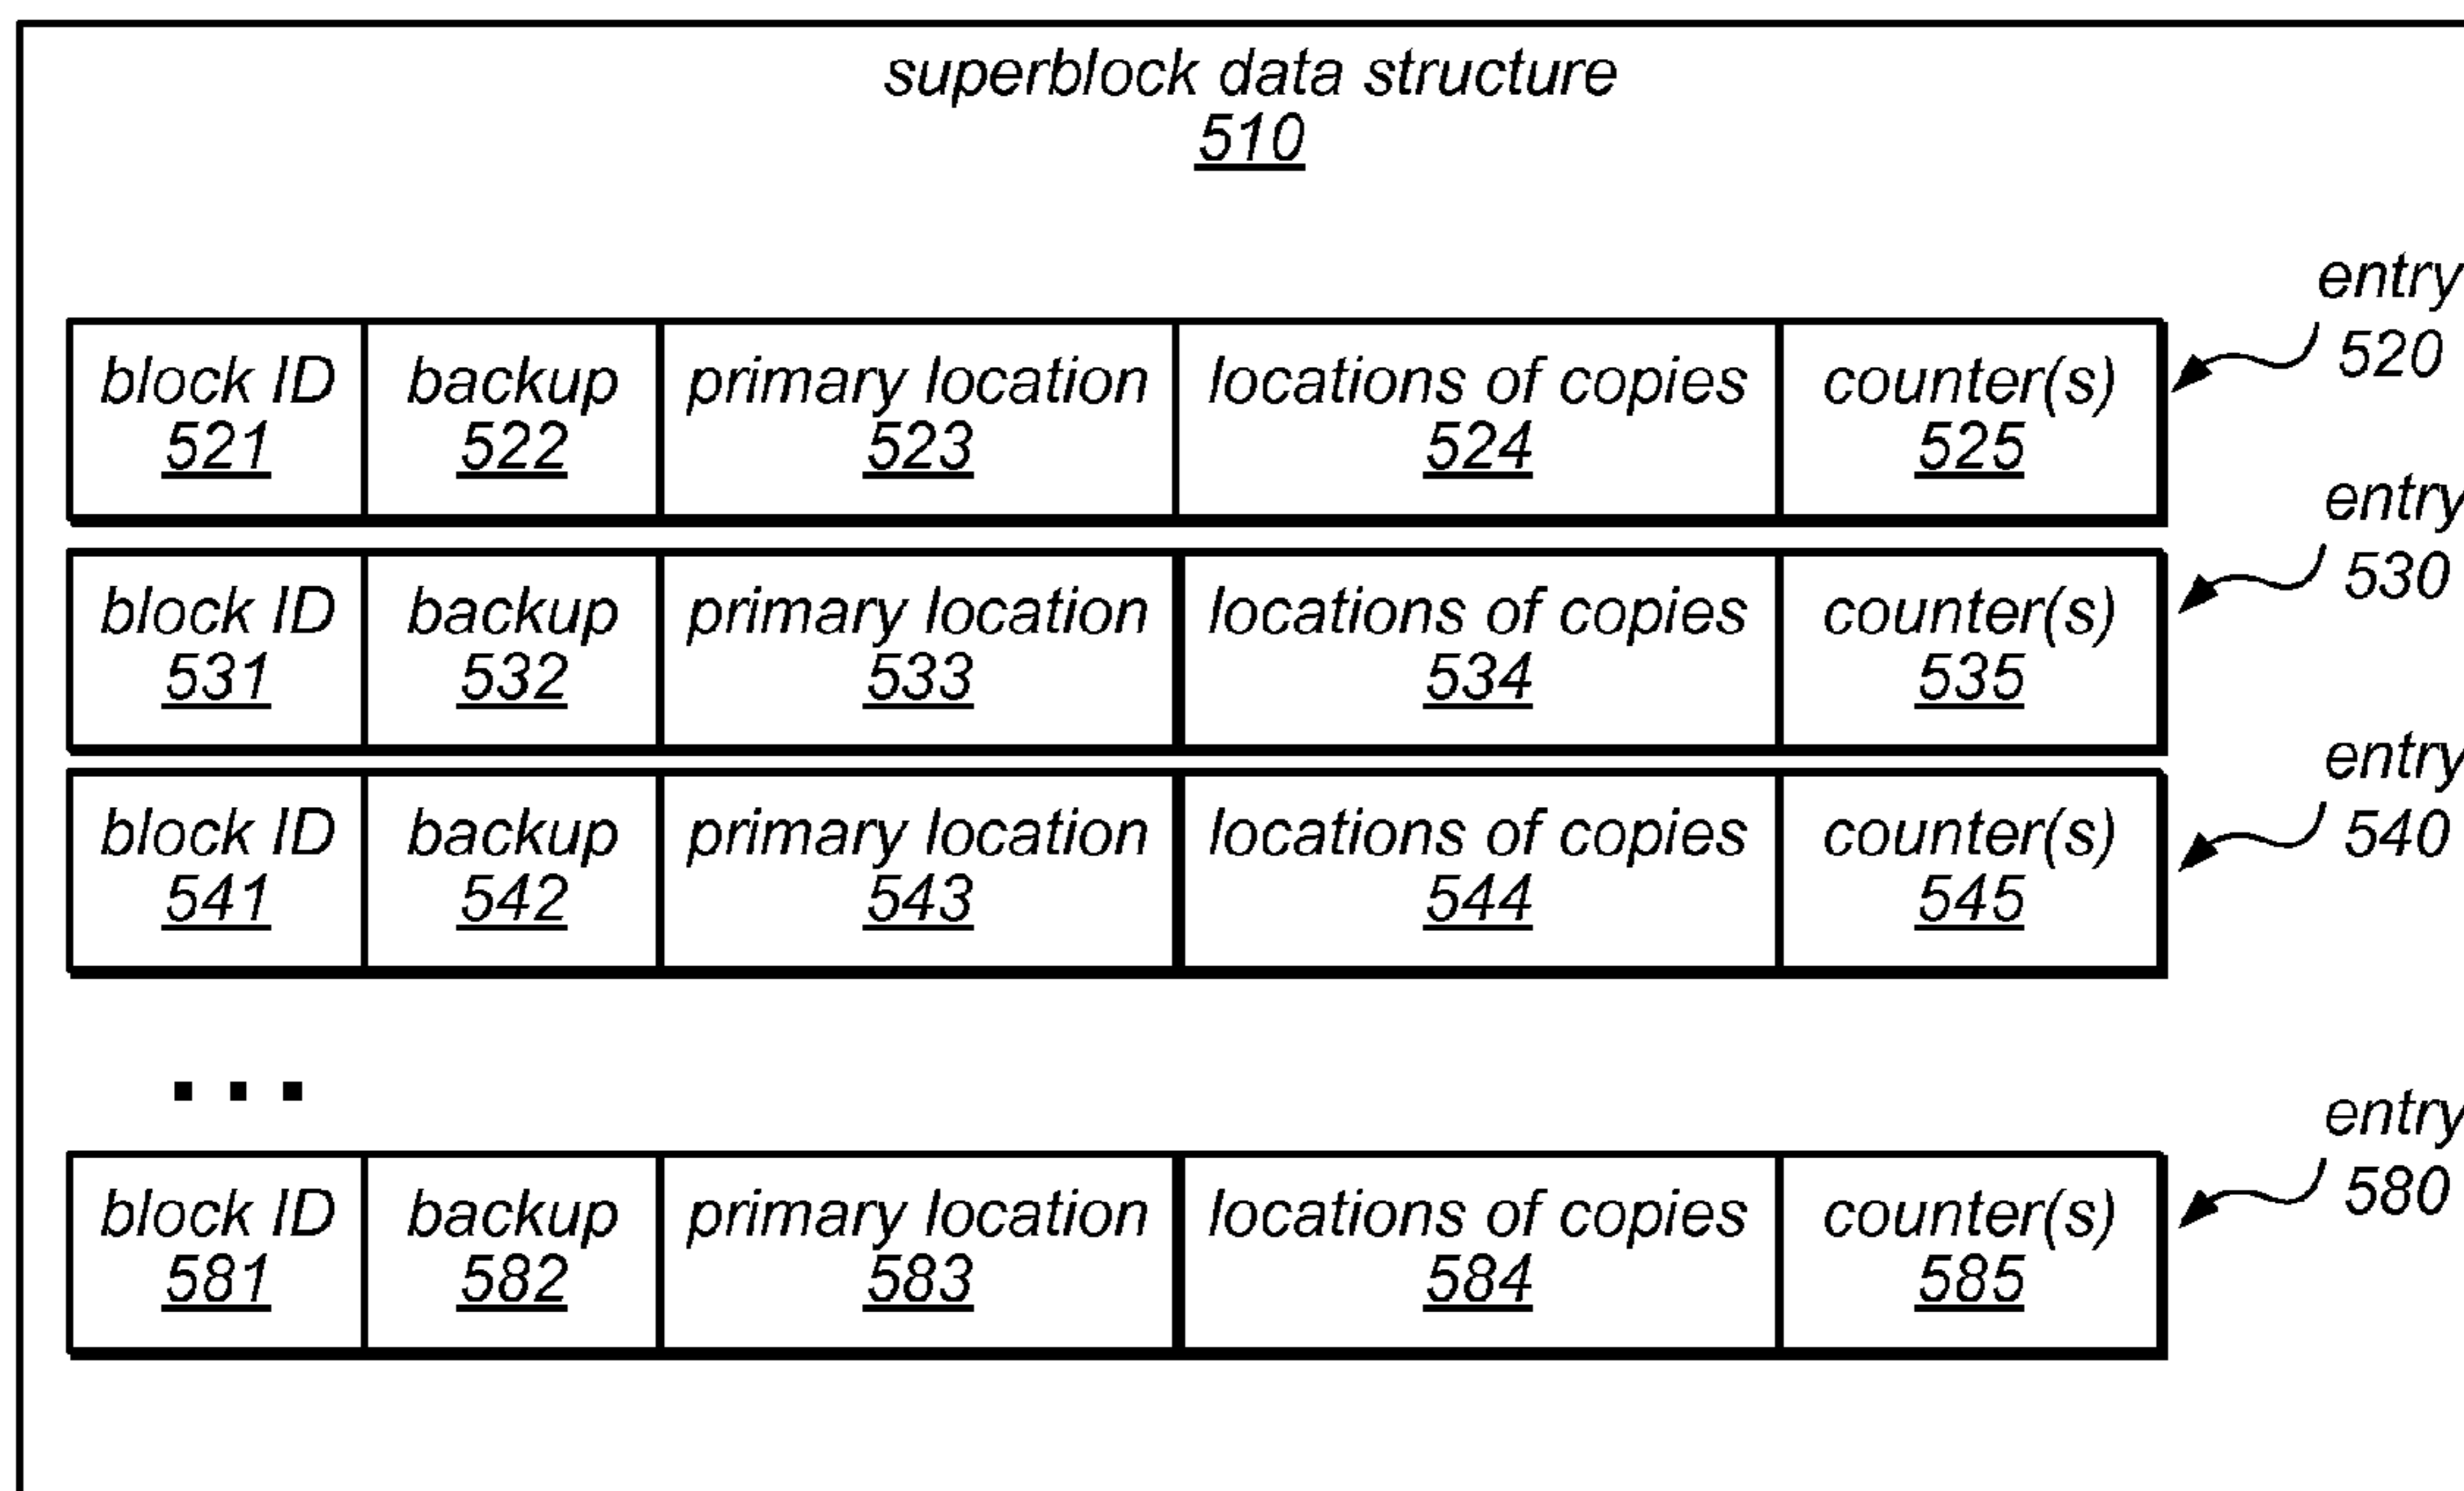 superblock data structure
510
entry
520
block ID backup primary location locations of copies counter(s)
521 522 523 524 525
entry
530
block ID backup primary location locations of copies counter(s)
531 532 533 534 535
entry
540
block ID backup primary location locations of copies counter(s)
541 542 543 544 545
...
entry
580
block ID backup primary location locations of copies counter(s)
581 582 583 584 585